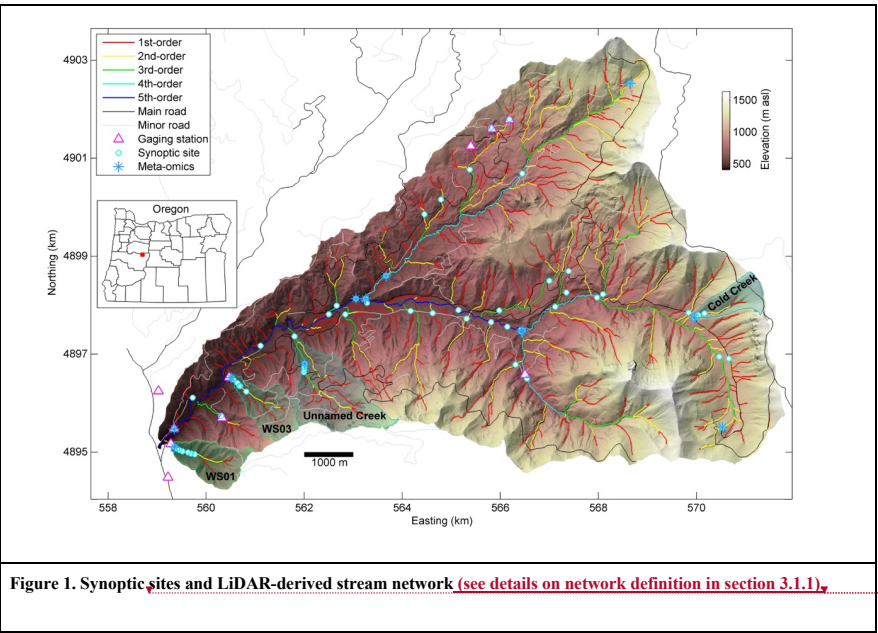 4903
4901
4899
4897
4895
Northing (km)
1st-order
2nd-order
3rd-order
4th-order
5th-order
Main road
Minor road
Gaging station
Synoptic site
Meta-omics
Oregon
1500
1000
500
Elevation (m asl)
Cold Creek
Unnamed Creek
WS03
WS01
1000 m
558
560
562
564
566
568
570
Easting (km)
Figure 1. Synoptic sites and LiDAR-derived stream network (see details on network definition in section 3.1.1)